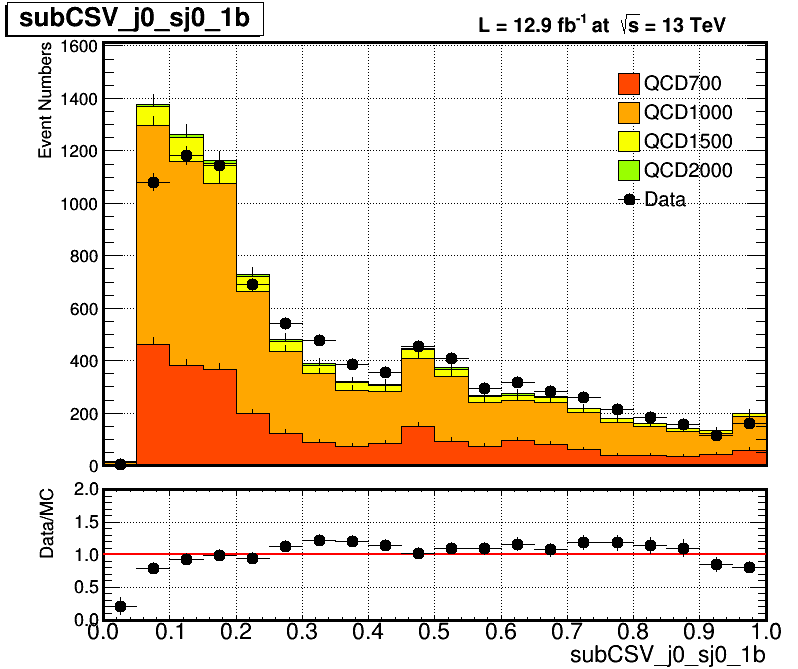 subCSV_j0_sj0_1b
L = 12.9 fb⁻¹ at √s = 13 TeV
Event Numbers
1600
1400
1200
1000
800
600
400
200
0
QCD700
QCD1000
QCD1500
QCD2000
Data
Data/MC
2.0
1.5
1.0
0.5
0.0
0.0 0.1 0.2 0.3 0.4 0.5 0.6 0.7 0.8 0.9 1.0
subCSV_j0_sj0_1b